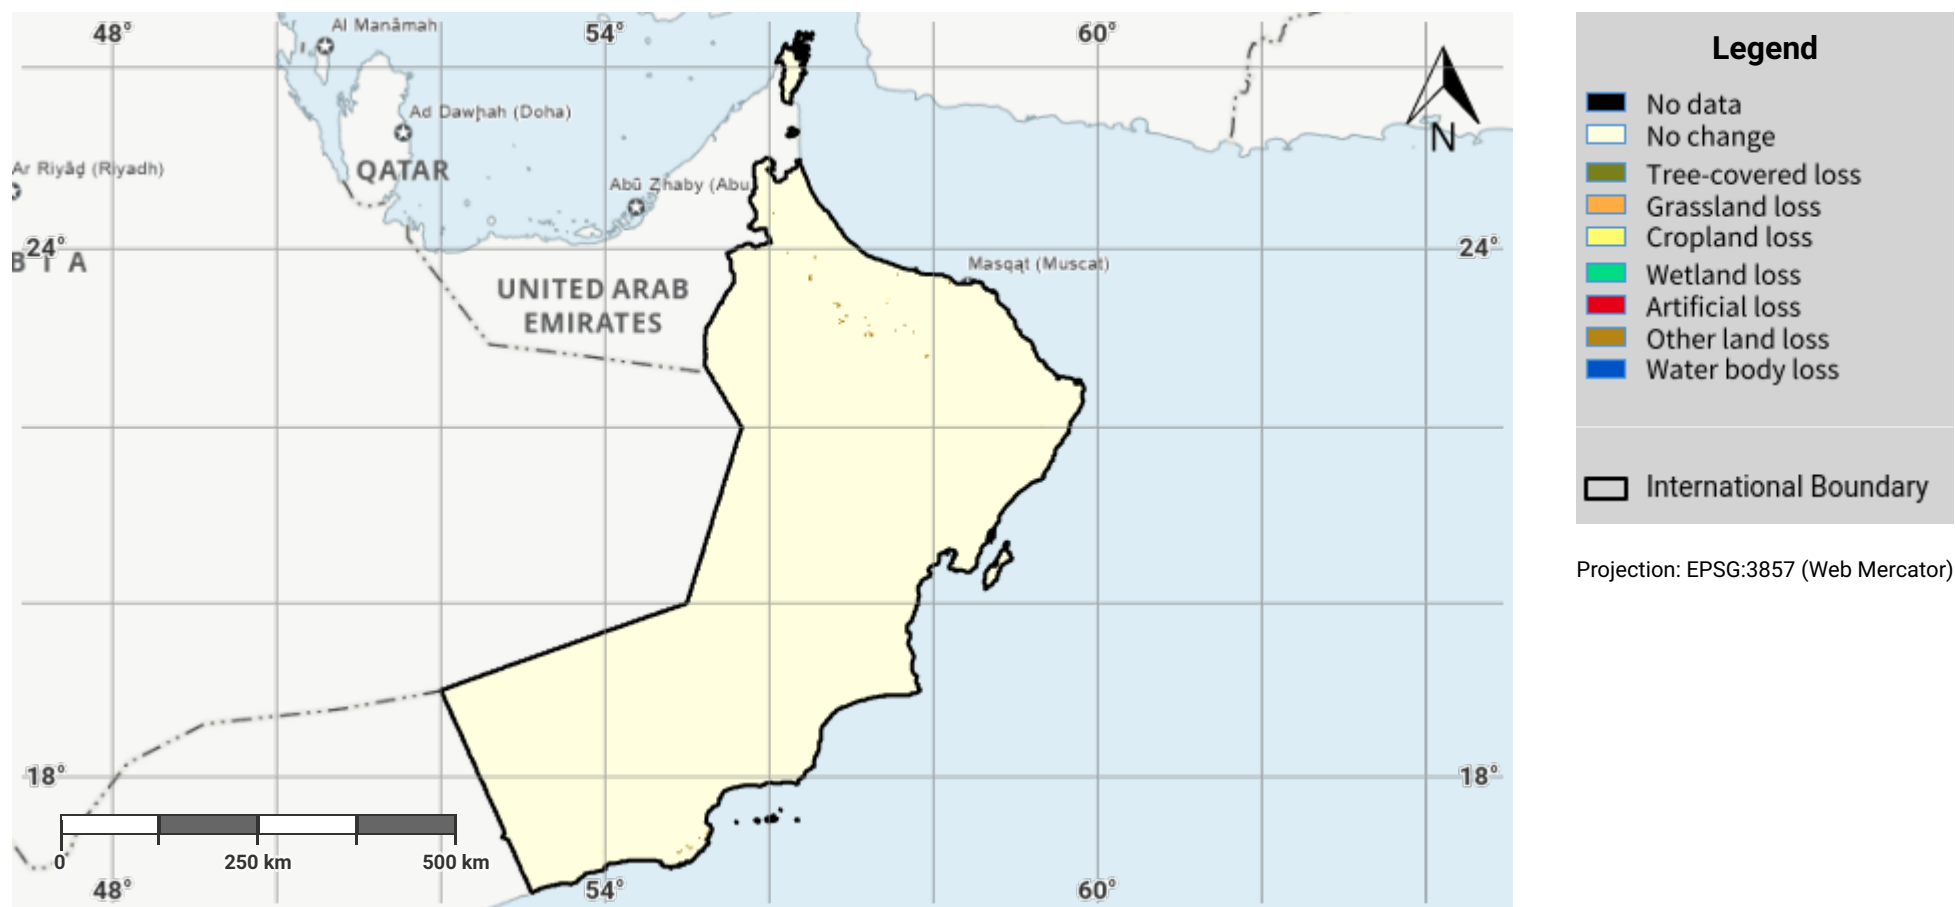 48°
54°
60°
Al Manāmah
Ad Dawḩah (Doha)
Ar Riyāḑ (Riyadh)
QATAR
Abū Z̧haby (Abu
24°
24°
B I A
Masqaţ (Muscat)
UNITED ARAB
EMIRATES
18°
18°
0
250 km
500 km
48°
54°
60°
N
Legend
No data
No change
Tree-covered loss
Grassland loss
Cropland loss
Wetland loss
Artificial loss
Other land loss
Water body loss
International Boundary
Projection: EPSG:3857 (Web Mercator)